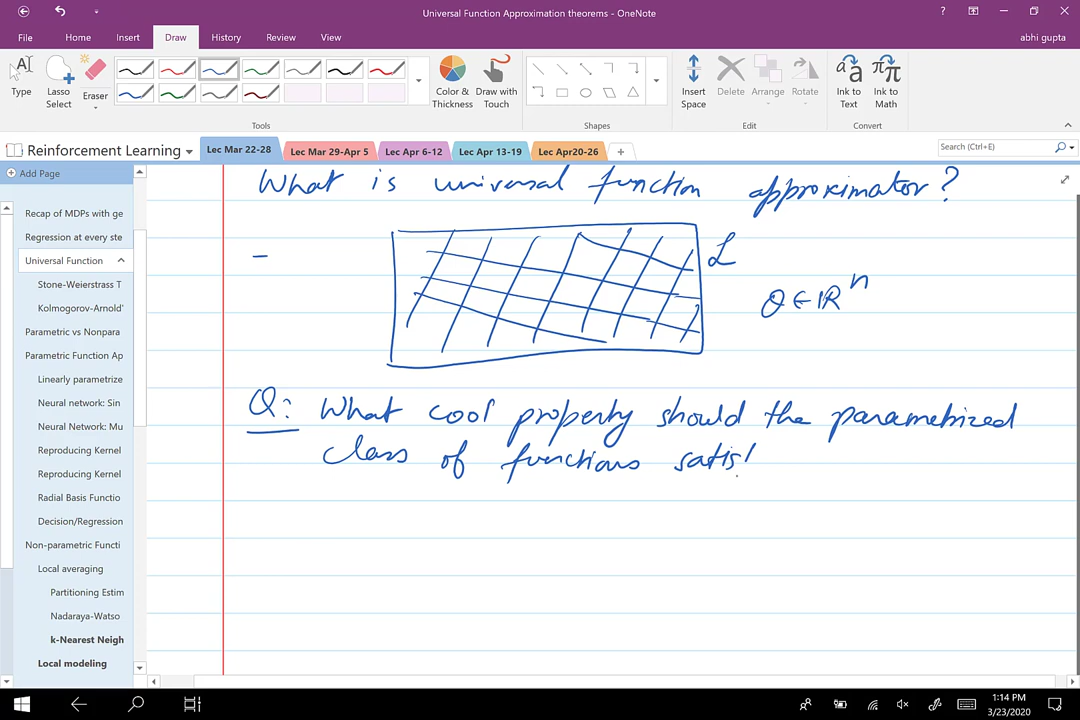 Universal Function Approximation theorems - OneNote
File Home Insert Draw History Review View
abhi gupta
Type
Lasso Select
Eraser
Color & Thickness
Draw with Touch
Insert Space
Delete
Arrange
Rotate
Ink to Text
Ink to Math
Tools
Shapes
Edit
Convert
Reinforcement Learning
Lec Mar 22-28
Lec Mar 29-Apr 5
Lec Apr 6-12
Lec Apr 13-19
Lec Apr20-26
Search (Ctrl+E)
Add Page
Recap of MDPs with ge
Regression at every ste
Universal Function
Stone-Weierstrass T
Kolmogorov-Arnold'
Parametric vs Nonpara
Parametric Function Ap
Linearly parametrize
Neural network: Sin
Neural Network: Mu
Reproducing Kernel
Reproducing Kernel
Radial Basis Functio
Decision/Regression
Non-parametric Functi
Local averaging
Partitioning Estim
Nadaraya-Watso
k-Nearest Neigh
Local modeling
What is universal function approximator?
-
L
θ ∈ ℝⁿ
Q: What cool property should the parametrized
class of functions satis
1:14 PM
3/23/2020